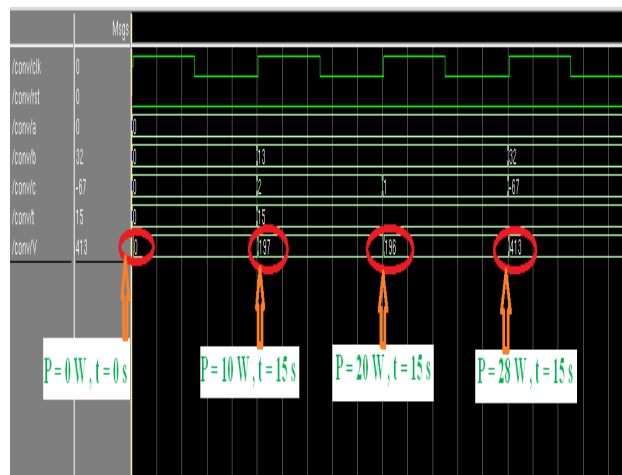 Msgs
/conv/clk 0
/conv/rst 0
/conv/a 0 0
/conv/b 32 0 13 32
/conv/c -67 0 2 1 -67
/conv/t 15 0 15
/conv/V 413 0 197 196 413
P = 0 W , t = 0 s
P = 10 W , t = 15 s
P = 20 W , t = 15 s
P = 28 W , t = 15 s